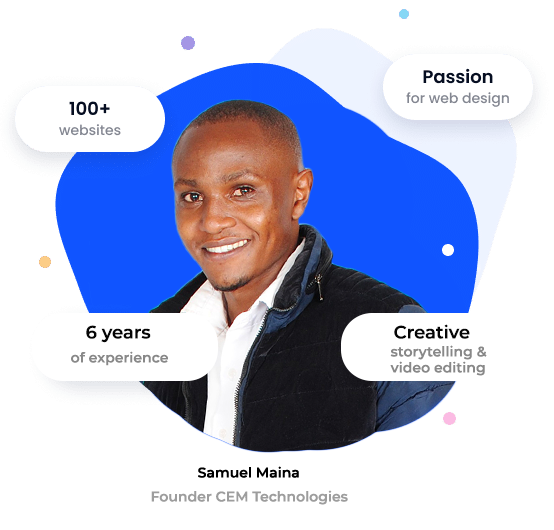 Passion
for web design
100+
websites
6 years
of experience
Creative
storytelling &
video editing
Samuel Maina
Founder CEM Technologies